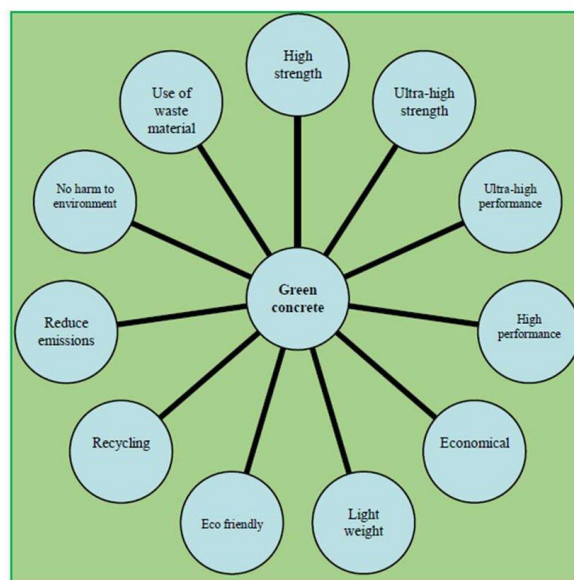 High
strength
Ultra-high
strength
Ultra-high
performance
High
performance
Economical
Light
weight
Eco friendly
Recycling
Reduce
emissions
No harm to
environment
Use of
waste
material
Green
concrete